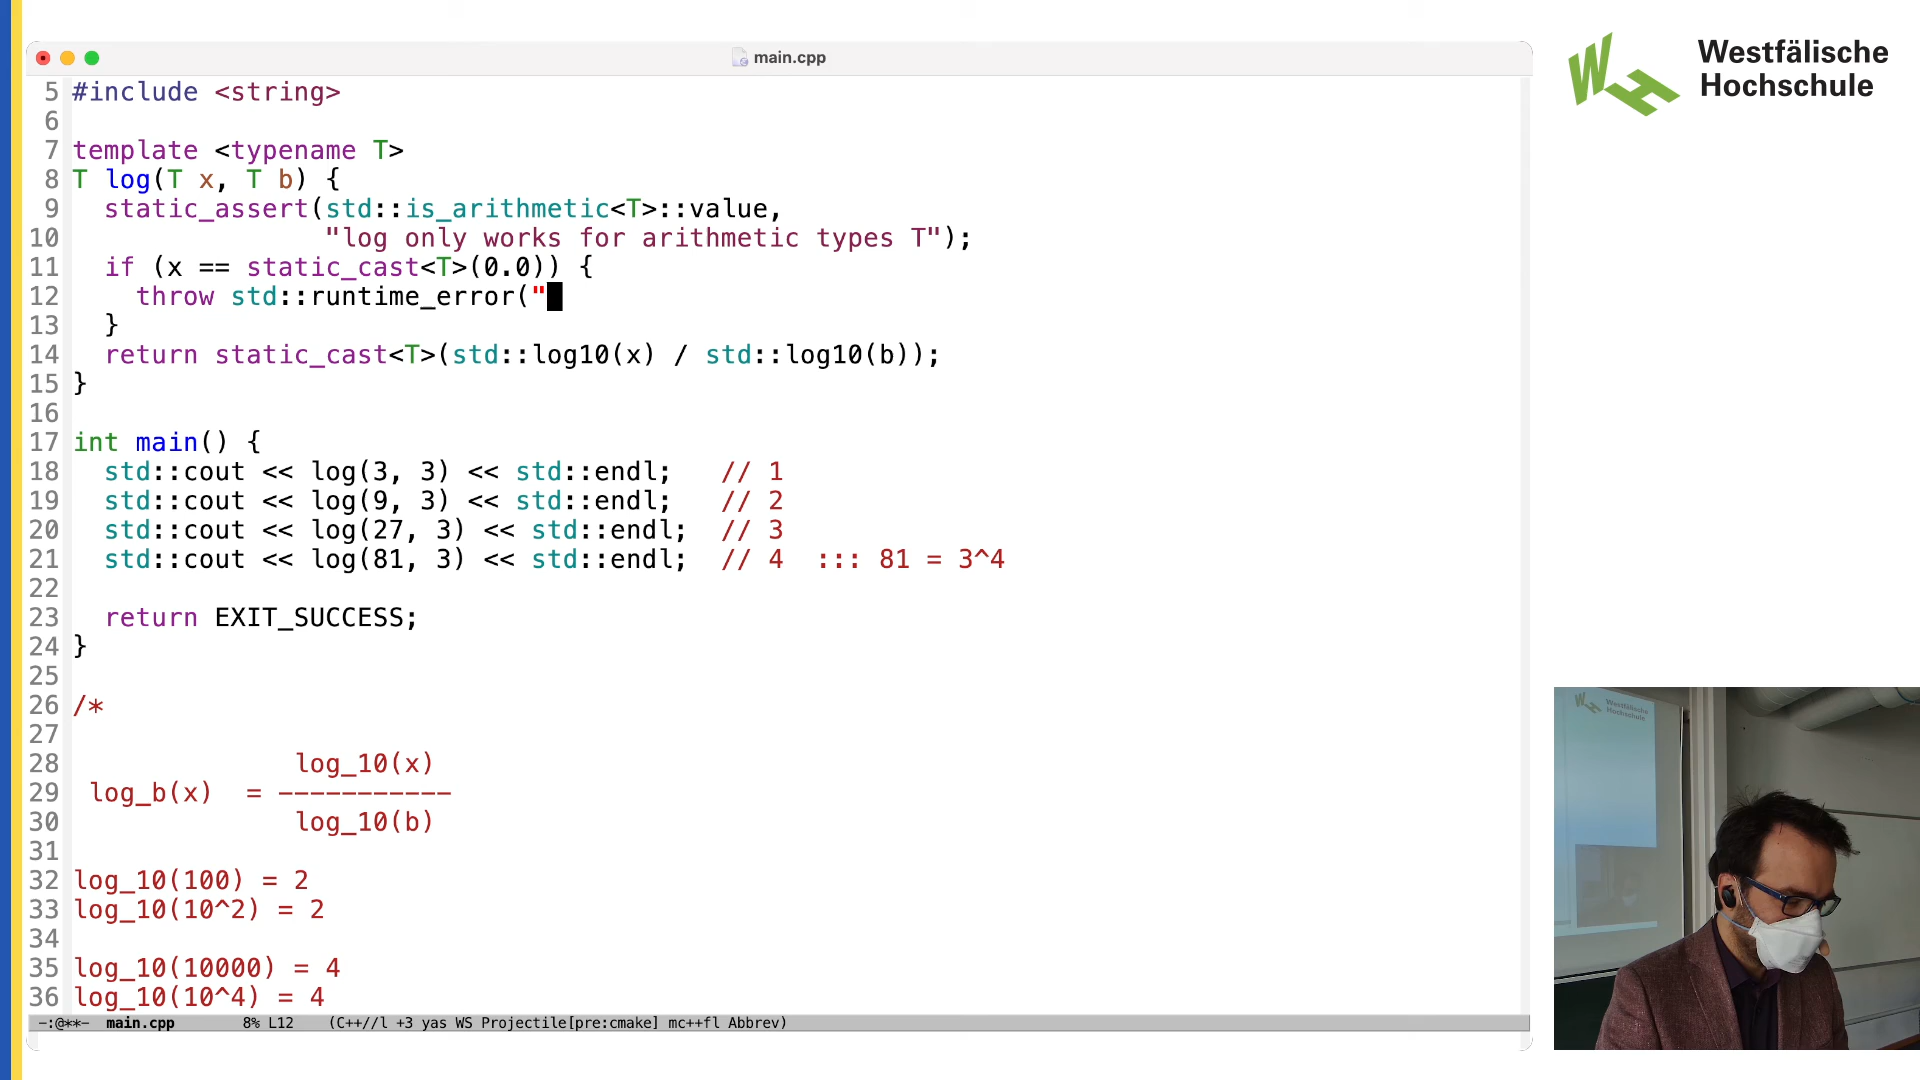 main.cpp
5 #include <string>
6
7 template <typename T>
8 T log(T x, T b) {
9   static_assert(std::is_arithmetic<T>::value,
10                 "log only works for arithmetic types T");
11   if (x == static_cast<T>(0.0)) {
12     throw std::runtime_error("
13   }
14   return static_cast<T>(std::log10(x) / std::log10(b));
15 }
16
17 int main() {
18   std::cout << log(3, 3) << std::endl;   // 1
19   std::cout << log(9, 3) << std::endl;   // 2
20   std::cout << log(27, 3) << std::endl;  // 3
21   std::cout << log(81, 3) << std::endl;  // 4  ::: 81 = 3^4
22
23   return EXIT_SUCCESS;
24 }
25
26 /*
27
28               log_10(x)
29  log_b(x)  = -----------
30               log_10(b)
31
32 log_10(100) = 2
33 log_10(10^2) = 2
34
35 log_10(10000) = 4
36 log_10(10^4) = 4
-:@**-  main.cpp       8% L12    (C++//l +3 yas WS Projectile[pre:cmake] mc++fl Abbrev)
Westfälische
Hochschule
Westfälische
Hochschule